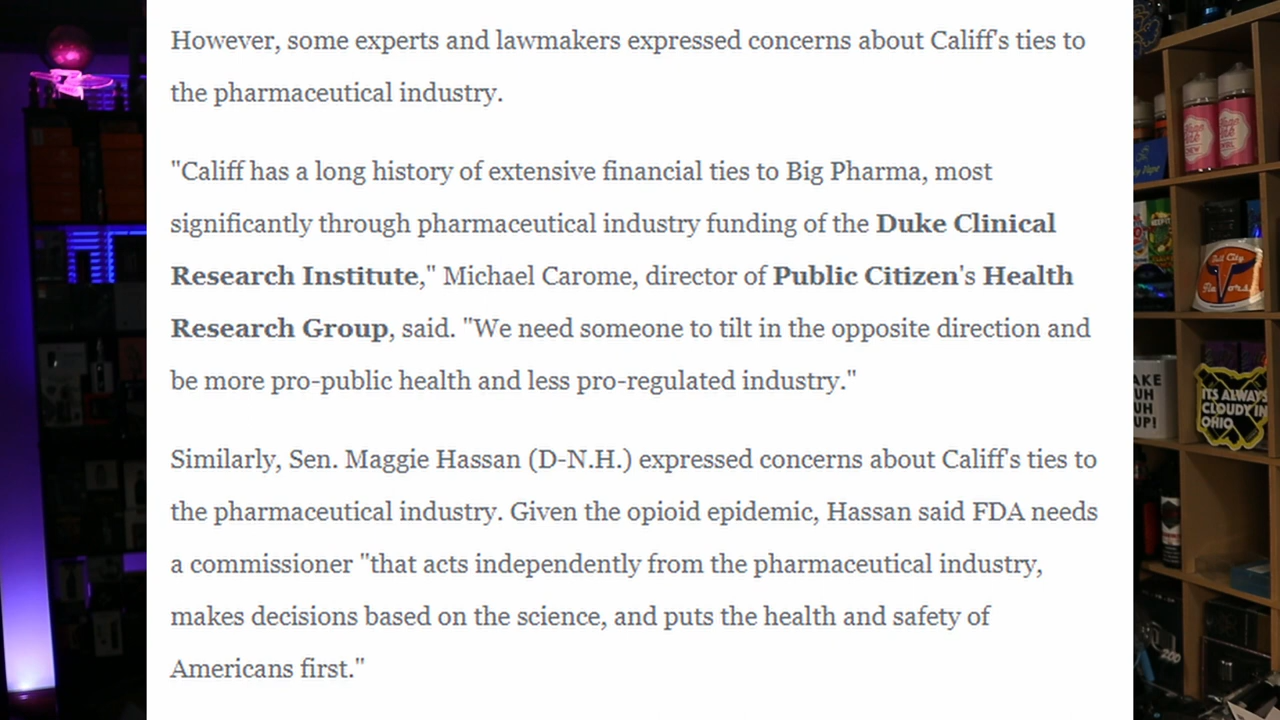 However, some experts and lawmakers expressed concerns about Califf's ties to
the pharmaceutical industry.
"Califf has a long history of extensive financial ties to Big Pharma, most
significantly through pharmaceutical industry funding of the Duke Clinical
Research Institute," Michael Carome, director of Public Citizen's Health
Research Group, said. "We need someone to tilt in the opposite direction and
be more pro-public health and less pro-regulated industry."
Similarly, Sen. Maggie Hassan (D-N.H.) expressed concerns about Califf's ties to
the pharmaceutical industry. Given the opioid epidemic, Hassan said FDA needs
a commissioner "that acts independently from the pharmaceutical industry,
makes decisions based on the science, and puts the health and safety of
Americans first."
ITS ALWAYS
CLOUDY IN
OHIO